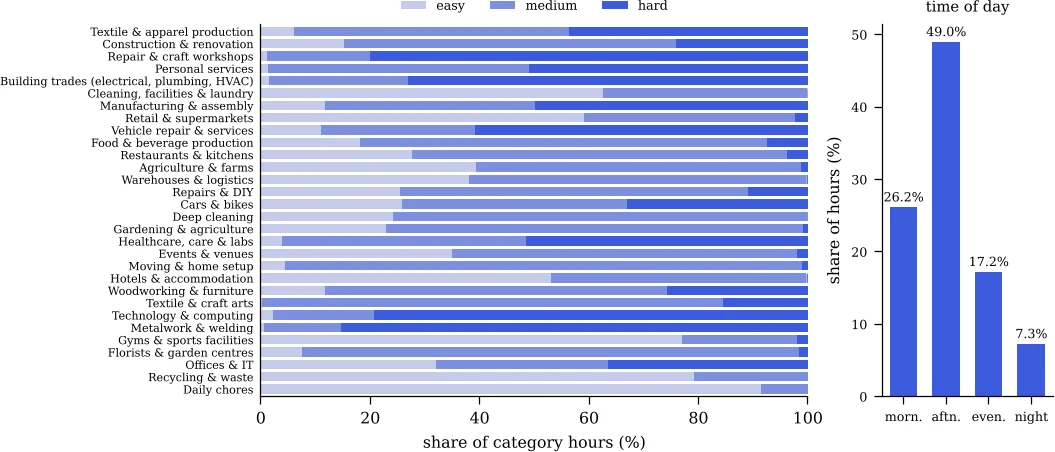 easy medium hard
Textile & apparel production
Construction & renovation
Repair & craft workshops
Personal services
Building trades (electrical, plumbing, HVAC)
Cleaning, facilities & laundry
Manufacturing & assembly
Retail & supermarkets
Vehicle repair & services
Food & beverage production
Restaurants & kitchens
Agriculture & farms
Warehouses & logistics
Repairs & DIY
Cars & bikes
Deep cleaning
Gardening & agriculture
Healthcare, care & labs
Events & venues
Moving & home setup
Hotels & accommodation
Woodworking & furniture
Textile & craft arts
Technology & computing
Metalwork & welding
Gyms & sports facilities
Florists & garden centres
Offices & IT
Recycling & waste
Daily chores
0 20 40 60 80 100
share of category hours (%)
time of day
share of hours (%)
50
40
30
20
10
0
26.2%
49.0%
17.2%
7.3%
morn. aftn. even. night